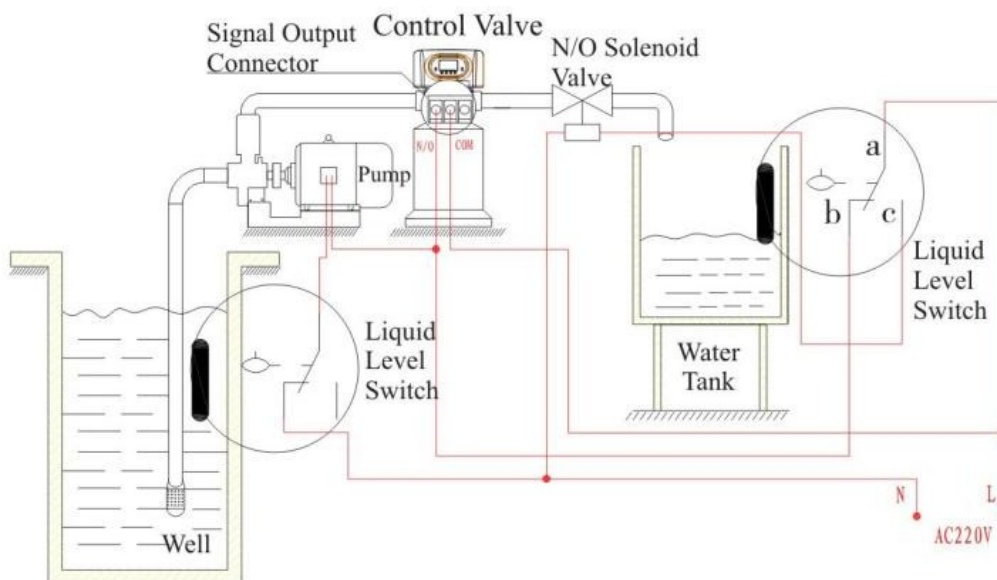 Signal Output
Connector
Control Valve
N/O Solenoid
Valve
N/O
COM
Pump
a
b
c
Liquid
Level
Switch
Liquid
Level
Switch
Water
Tank
Well
N
L
AC220V